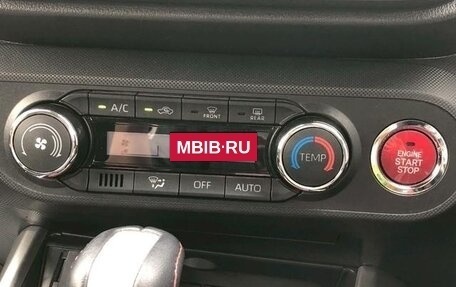 A/C
FRONT
REAR
MBIB.RU
TEMP
ENGINE
START
STOP
OFF
AUTO